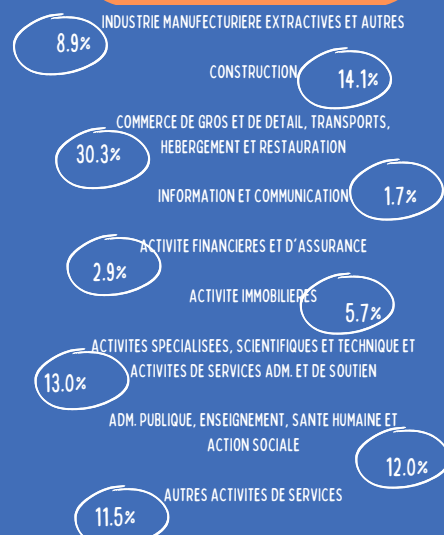 INDUSTRIE MANUFECTURIERE EXTRACTIVES ET AUTRES
8.9%
CONSTRUCTION
14.1%
COMMERCE DE GROS ET DE DETAIL, TRANSPORTS,
HEBERGEMENT ET RESTAURATION
30.3%
INFORMATION ET COMMUNICATION
1.7%
ACTIVITE FINANCIERES ET D'ASSURANCE
2.9%
ACTIVITE IMMOBILIERES
5.7%
ACTIVITES SPECIALISEES, SCIENTIFIQUES ET TECHNIQUE ET
ACTIVITES DE SERVICES ADM. ET DE SOUTIEN
13.0%
ADM. PUBLIQUE, ENSEIGNEMENT, SANTE HUMAINE ET
ACTION SOCIALE
12.0%
AUTRES ACTIVITES DE SERVICES
11.5%